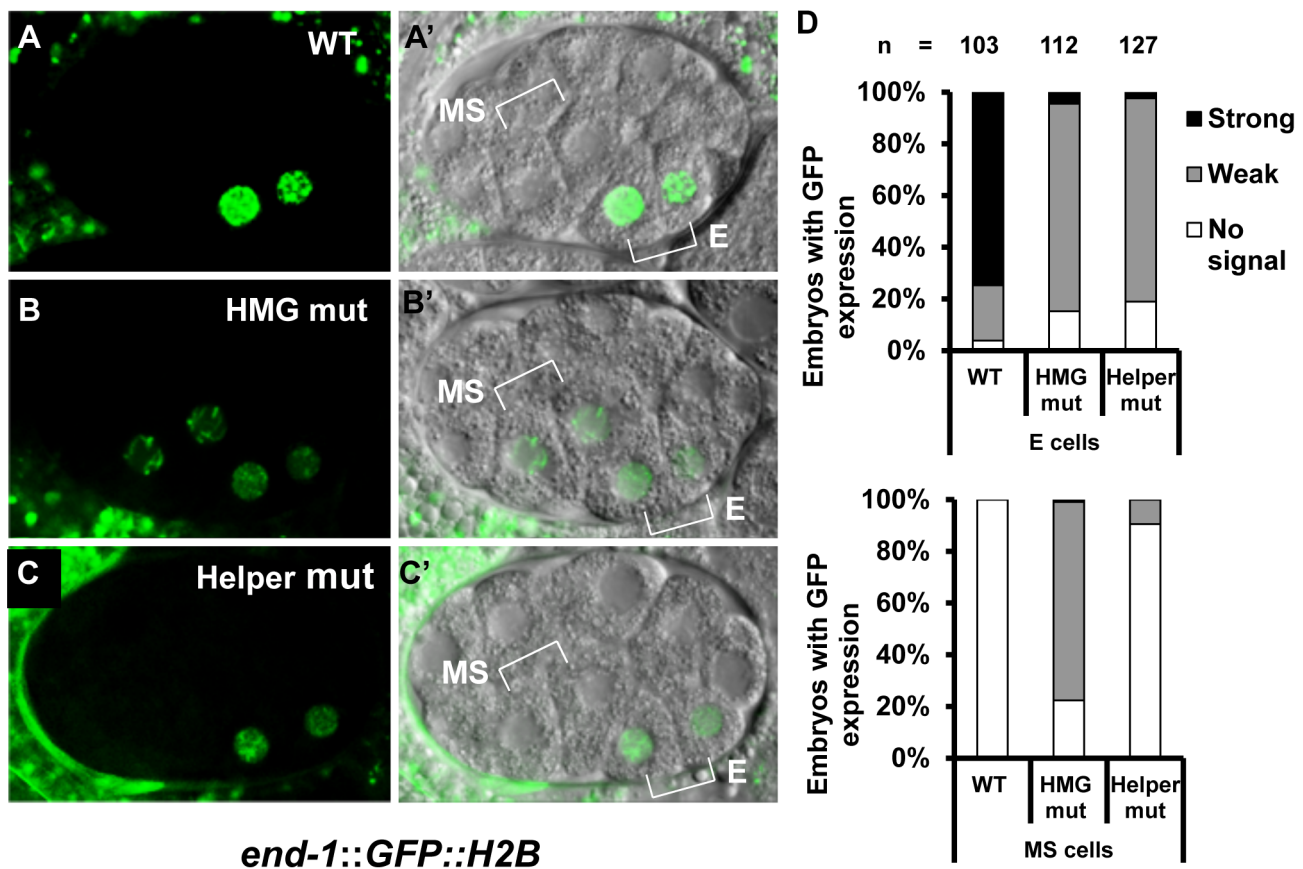 A
WT
A'
MS
E
B
HMG mut
B'
MS
E
C
Helper mut
C'
MS
E
end-1::GFP::H2B
D
n = 103 112 127
Embryos with GFP
expression
100%
80%
60%
40%
20%
0%
Strong
Weak
No
signal
WT
HMG
mut
Helper
mut
E cells
Embryos with GFP
expression
100%
80%
60%
40%
20%
0%
WT
HMG
mut
Helper
mut
MS cells